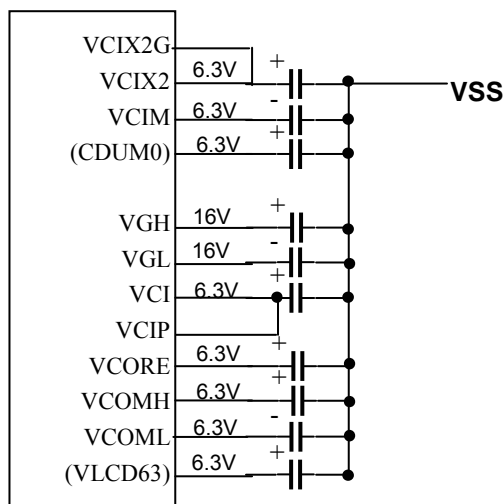 VCIX2G
+
VCIX2 6.3V VSS
-
VCIM 6.3V
+
(CDUM0) 6.3V
+
VGH 16V
-
VGL 16V
+
VCI 6.3V
VCIP
+
VCORE 6.3V
+
VCOMH 6.3V
-
VCOML 6.3V
+
(VLCD63) 6.3V